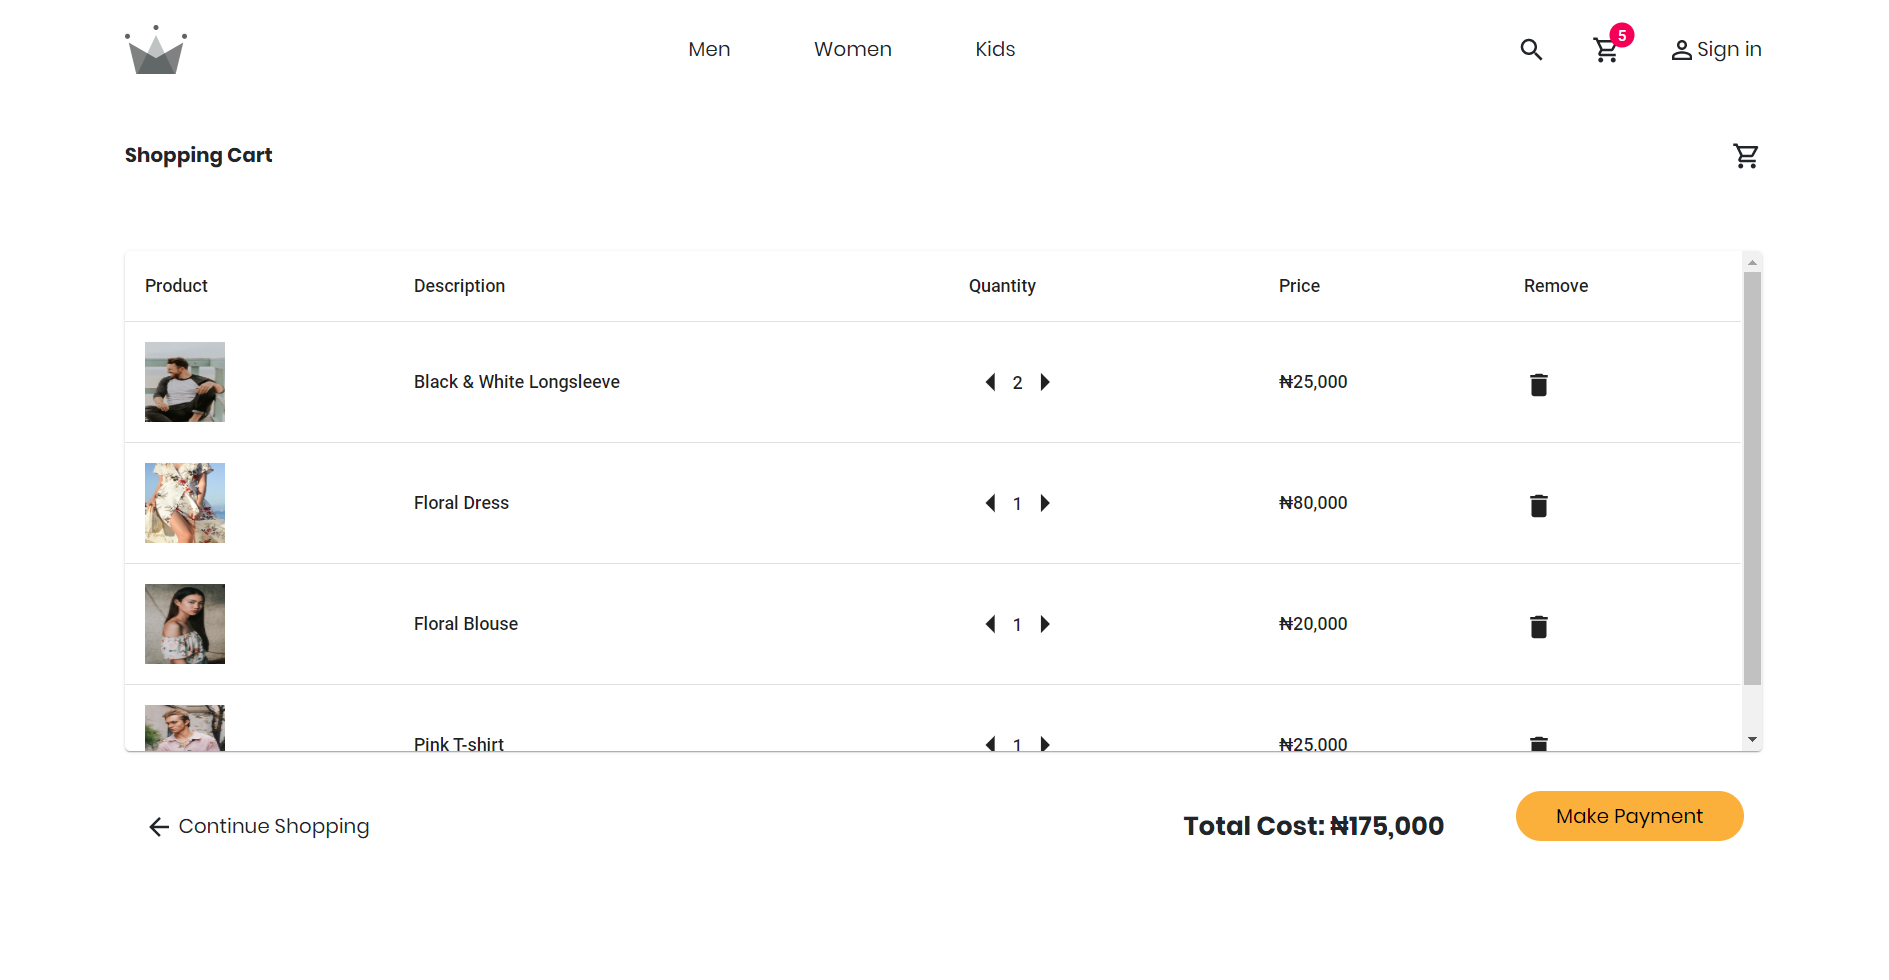 Men Women Kids 5 Sign in
Shopping Cart
Product Description Quantity Price Remove
Black & White Longsleeve 2 ₦25,000
Floral Dress 1 ₦80,000
Floral Blouse 1 ₦20,000
Pink T-shirt 1 ₦25,000
Continue Shopping Total Cost: ₦175,000 Make Payment